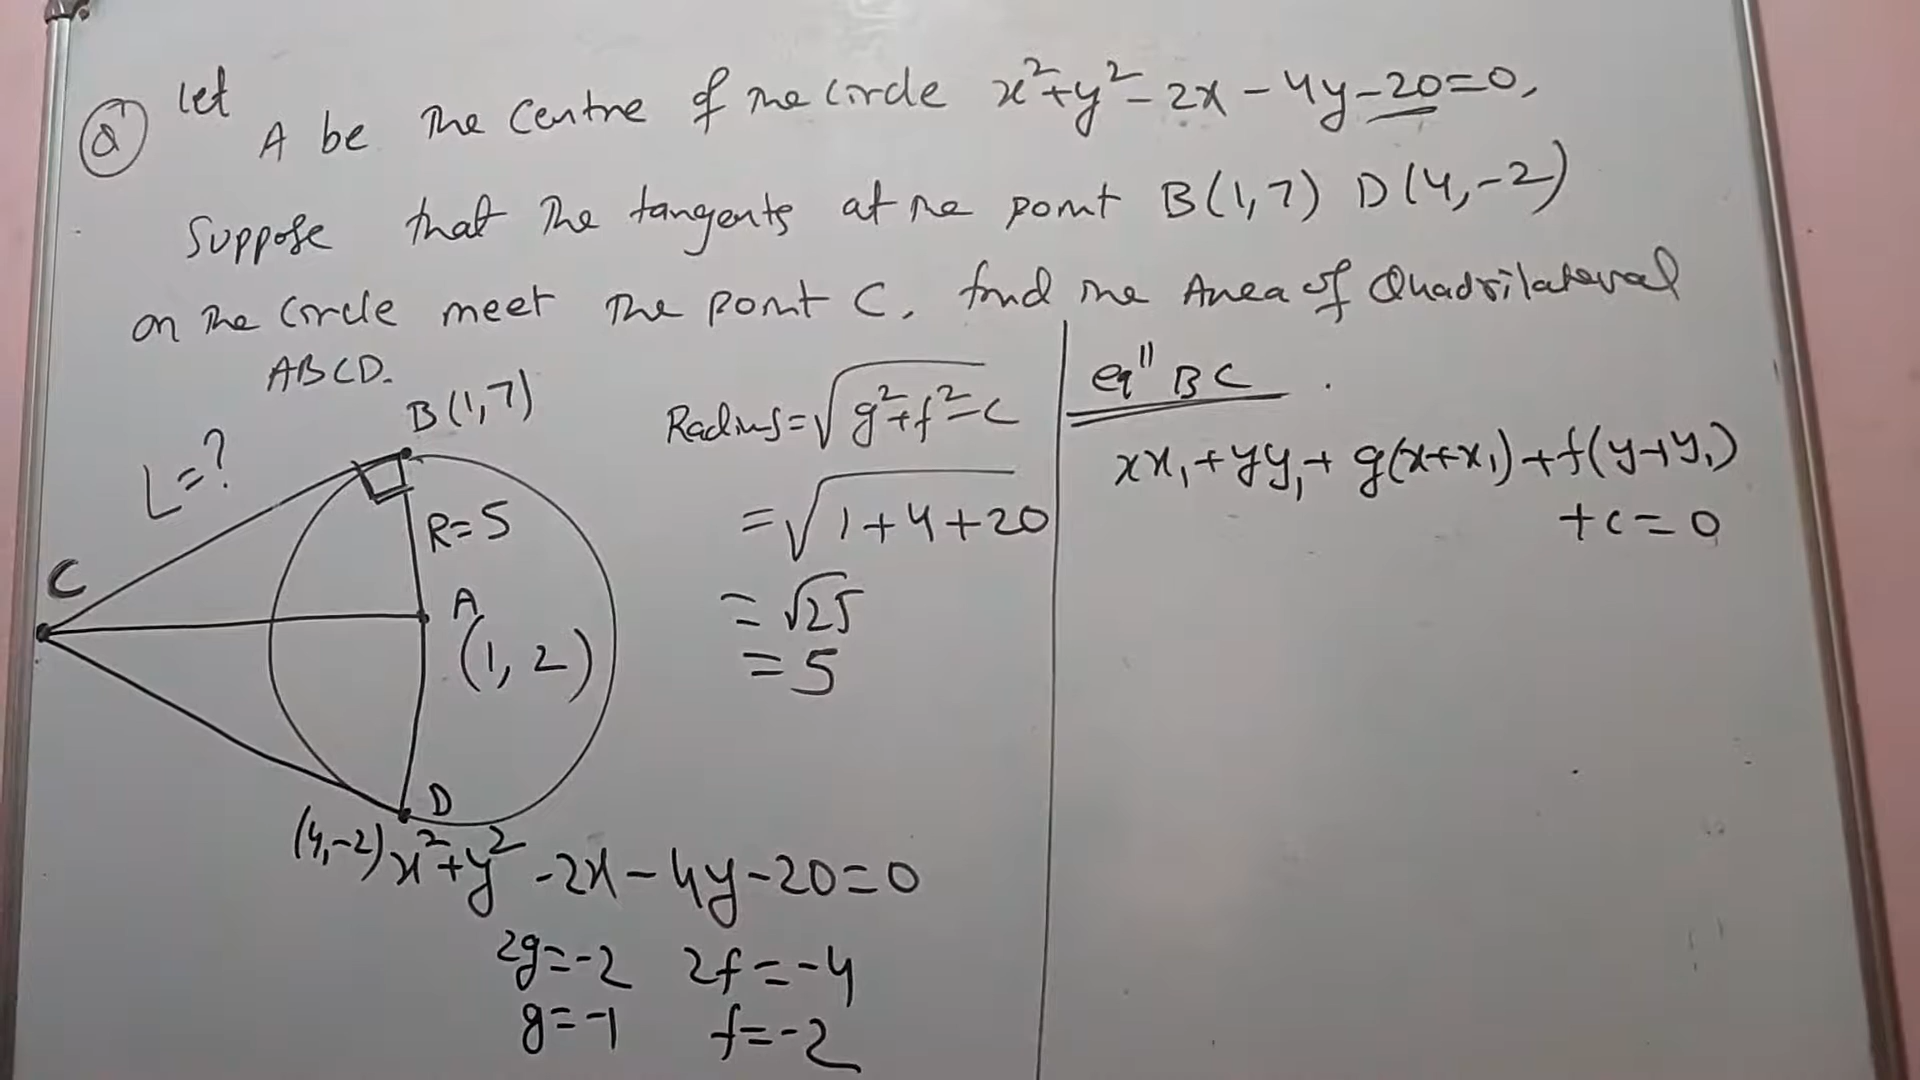 Q Let A be the Centre of the Circle x²+y²-2x-4y-20=0,
Suppose that the tangents at the point B(1,7) D(4,-2)
on the Circle meet the point C. find the Area of Quadrilateral
ABCD.
B(1,7)
L=?
R=5
C
A
(1, 2)
D
(4,-2)
x²+y²-2x-4y-20=0
2g=-2 2f=-4
g=-1 f=-2
Radius=√g²+f²-c
=√1+4+20
=√25
=5
eqⁿ BC
xx₁+yy₁+g(x+x₁)+f(y+y₁)
+c=0